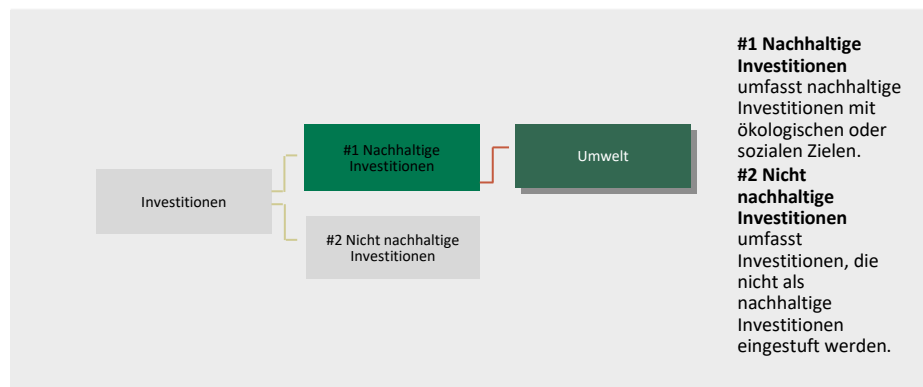 Investitionen
#1 Nachhaltige
Investitionen
#2 Nicht nachhaltige
Investitionen
Umwelt
#1 Nachhaltige
Investitionen
umfasst nachhaltige
Investitionen mit
ökologischen oder
sozialen Zielen.
#2 Nicht
nachhaltige
Investitionen
umfasst
Investitionen, die
nicht als
nachhaltige
Investitionen
eingestuft werden.